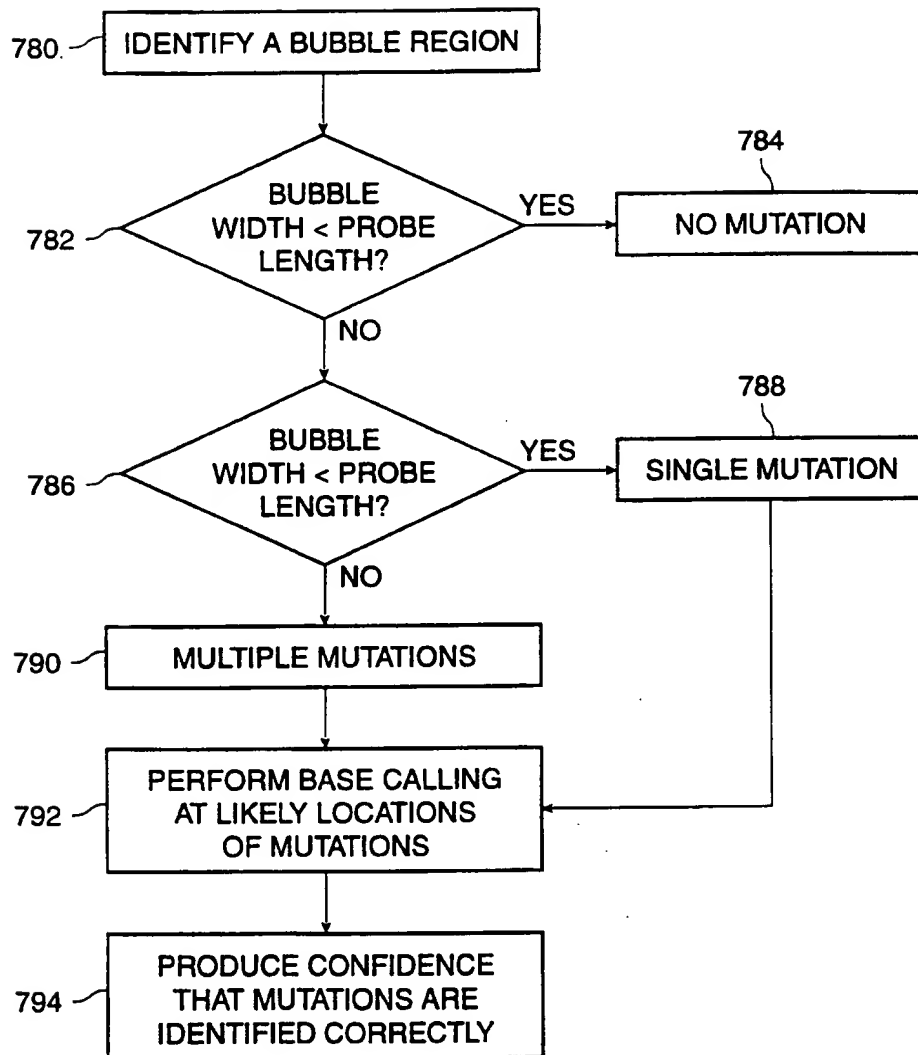 780.
IDENTIFY A BUBBLE REGION
782
BUBBLE
WIDTH < PROBE
LENGTH?
YES
784
NO MUTATION
NO
786
BUBBLE
WIDTH < PROBE
LENGTH?
YES
788
SINGLE MUTATION
NO
790
MULTIPLE MUTATIONS
792
PERFORM BASE CALLING
AT LIKELY LOCATIONS
OF MUTATIONS
794
PRODUCE CONFIDENCE
THAT MUTATIONS ARE
IDENTIFIED CORRECTLY